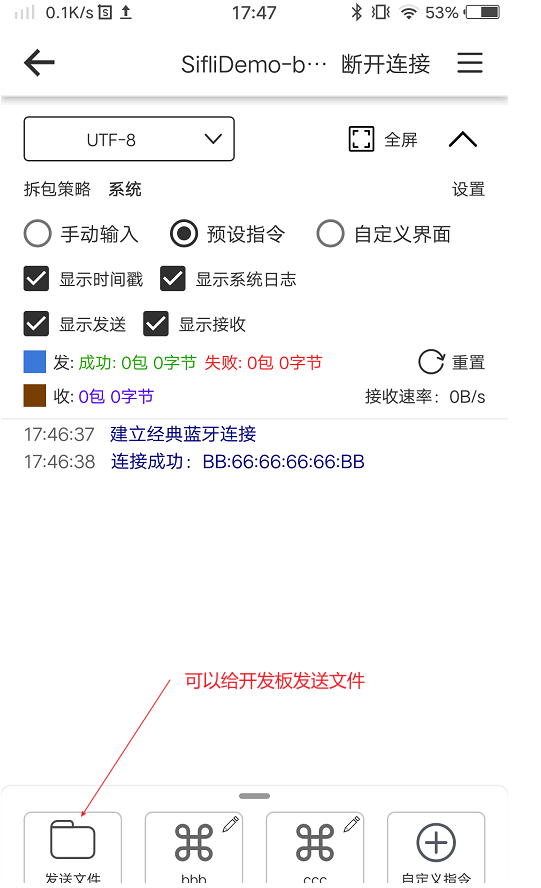 0.1K/s 17:47 53%
SifliDemo-b··· 断开连接
UTF-8 全屏
拆包策略 系统 设置
手动输入 预设指令 自定义界面
显示时间戳 显示系统日志
显示发送 显示接收
发: 成功: 0包 0字节 失败: 0包 0字节 重置
收: 0包 0字节 接收速率：0B/s
17:46:37 建立经典蓝牙连接
17:46:38 连接成功：BB:66:66:66:66:BB
可以给开发板发送文件
发送文件 bbb ccc 自定义指令